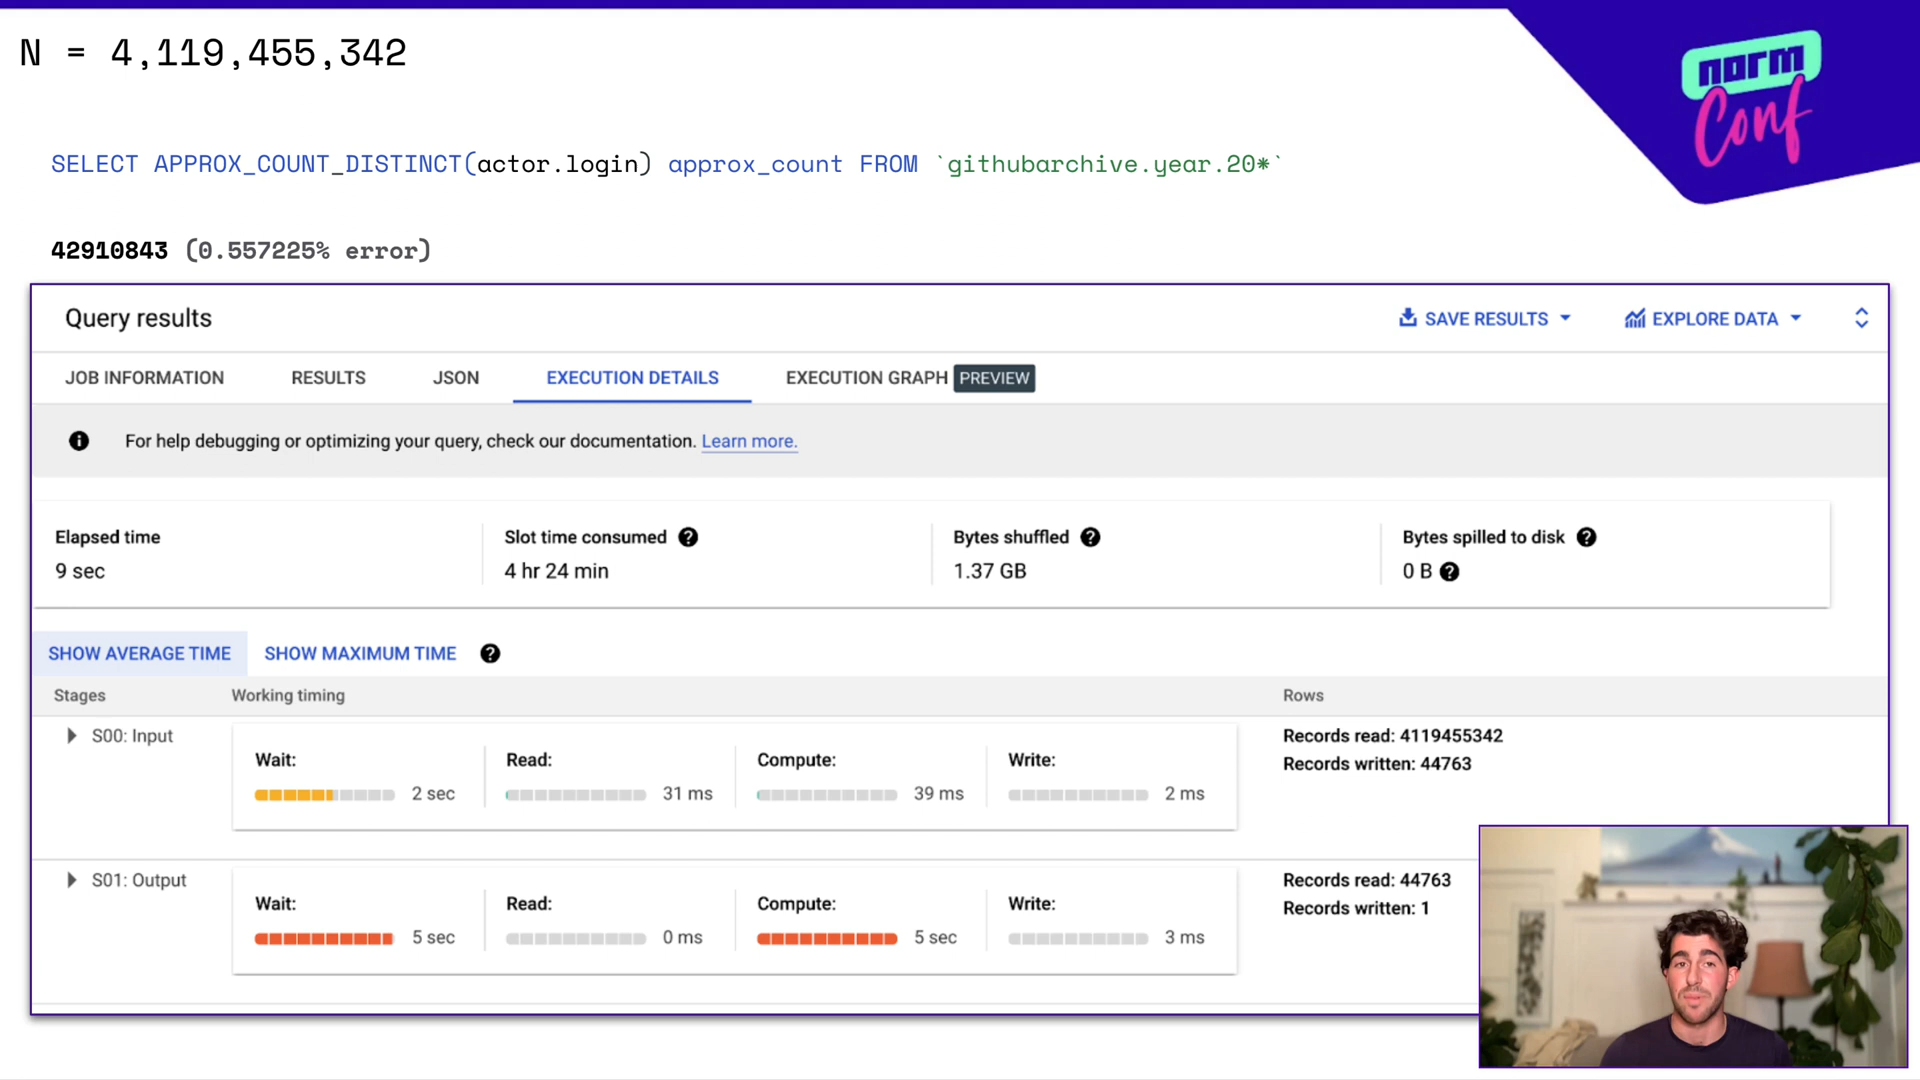 N = 4,119,455,342
norm
Conf
SELECT APPROX_COUNT_DISTINCT(actor.login) approx_count FROM `githubarchive.year.20*`
42910843 (0.557225% error)
Query results
SAVE RESULTS
EXPLORE DATA
JOB INFORMATION
RESULTS
JSON
EXECUTION DETAILS
EXECUTION GRAPH PREVIEW
For help debugging or optimizing your query, check our documentation. Learn more.
Elapsed time
9 sec
Slot time consumed
4 hr 24 min
Bytes shuffled
1.37 GB
Bytes spilled to disk
0 B
SHOW AVERAGE TIME
SHOW MAXIMUM TIME
Stages
Working timing
Rows
S00: Input
Wait:
2 sec
Read:
31 ms
Compute:
39 ms
Write:
2 ms
Records read: 4119455342
Records written: 44763
S01: Output
Wait:
5 sec
Read:
0 ms
Compute:
5 sec
Write:
3 ms
Records read: 44763
Records written: 1